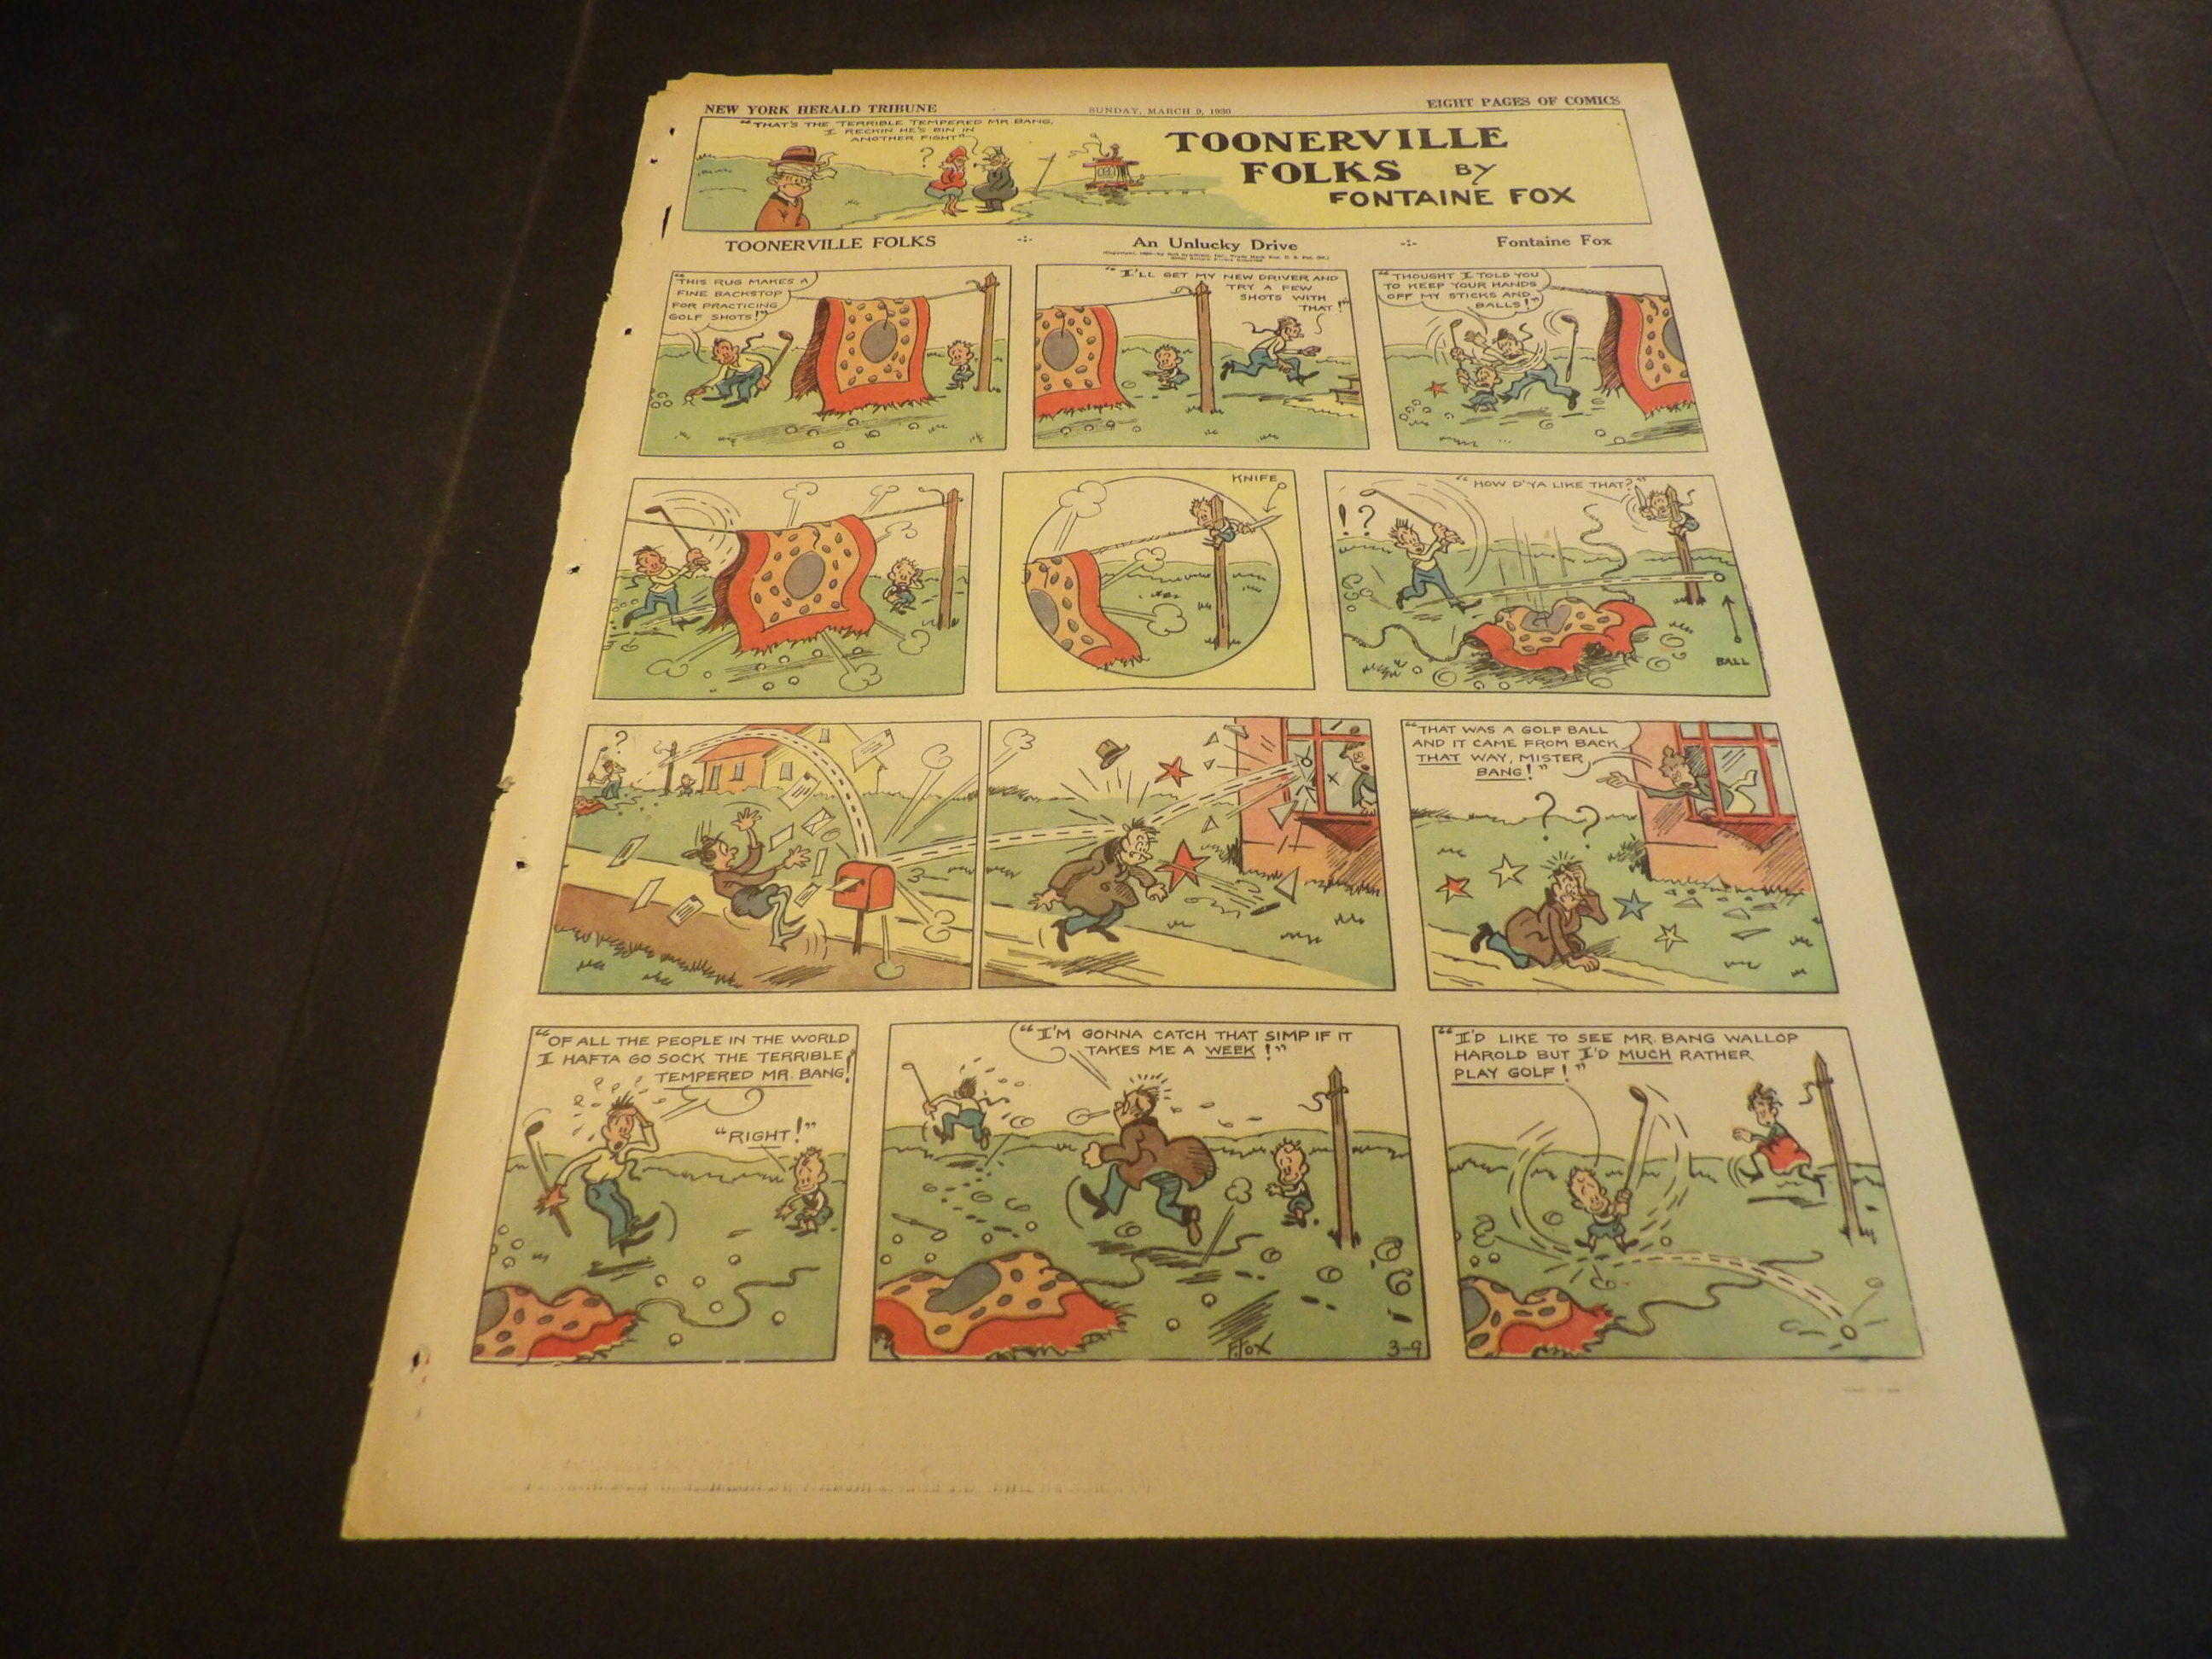 NEW YORK HERALD TRIBUNE
SUNDAY, MARCH 9, 1930
EIGHT PAGES OF COMICS
"THAT'S THE TERRIBLE TEMPERED MR. BANG,
I RECKIN HE'S BIN IN
ANOTHER FIGHT"
?
TOONERVILLE
FOLKS BY
FONTAINE FOX
TOONERVILLE FOLKS -:- An Unlucky Drive -:- Fontaine Fox
"THIS RUG MAKES A
FINE BACKSTOP
FOR PRACTICING
GOLF SHOTS!"
"I'LL GET MY NEW DRIVER AND
TRY A FEW
SHOTS WITH
THAT!"
"THOUGHT I TOLD YOU
TO KEEP YOUR HANDS
OFF MY STICKS AND
BALLS!"
KNIFE
!?
"HOW D'YA LIKE THAT?"
BALL
?
"THAT WAS A GOLF BALL
AND IT CAME FROM BACK
THAT WAY, MISTER
BANG!"
? ?
"OF ALL THE PEOPLE IN THE WORLD
I HAFTA GO SOCK THE TERRIBLE
TEMPERED MR. BANG!
"RIGHT!"
"I'M GONNA CATCH THAT SIMP IF IT
TAKES ME A WEEK!"
F. FOX
3-9
"I'D LIKE TO SEE MR. BANG WALLOP
HAROLD BUT I'D MUCH RATHER
PLAY GOLF!"